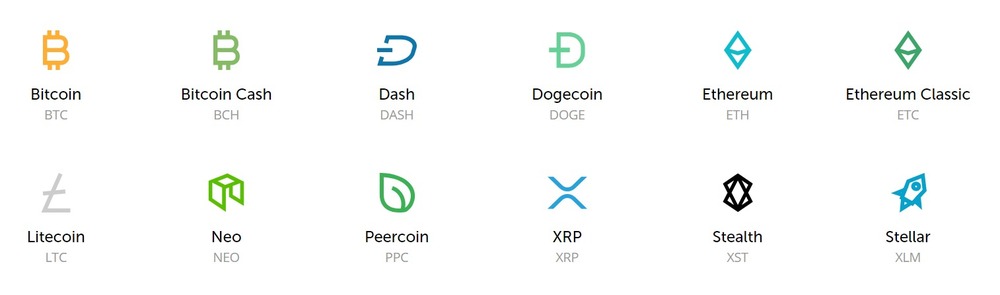 Bitcoin
BTC
Bitcoin Cash
BCH
Dash
DASH
Dogecoin
DOGE
Ethereum
ETH
Ethereum Classic
ETC
Litecoin
LTC
Neo
NEO
Peercoin
PPC
XRP
XRP
Stealth
XST
Stellar
XLM